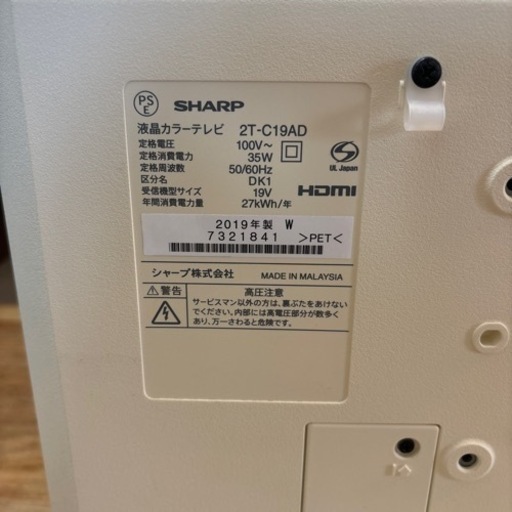 PSE SHARP
液晶カラーテレビ 2T-C19AD
定格電圧 100V～
定格消費電力 35W
定格周波数 50/60Hz
区分名 DK1
受信機型サイズ 19V
年間消費電力量 27kWh/年
UL Japan
HDMI
2019年製 W
7321841 >PET<
シャープ株式会社 MADE IN MALAYSIA
警告 高圧注意
サービスマン以外の方は、裏ぶたをあけない
でください。内部には高電圧部分が数多く
あり、万一さわると危険です。